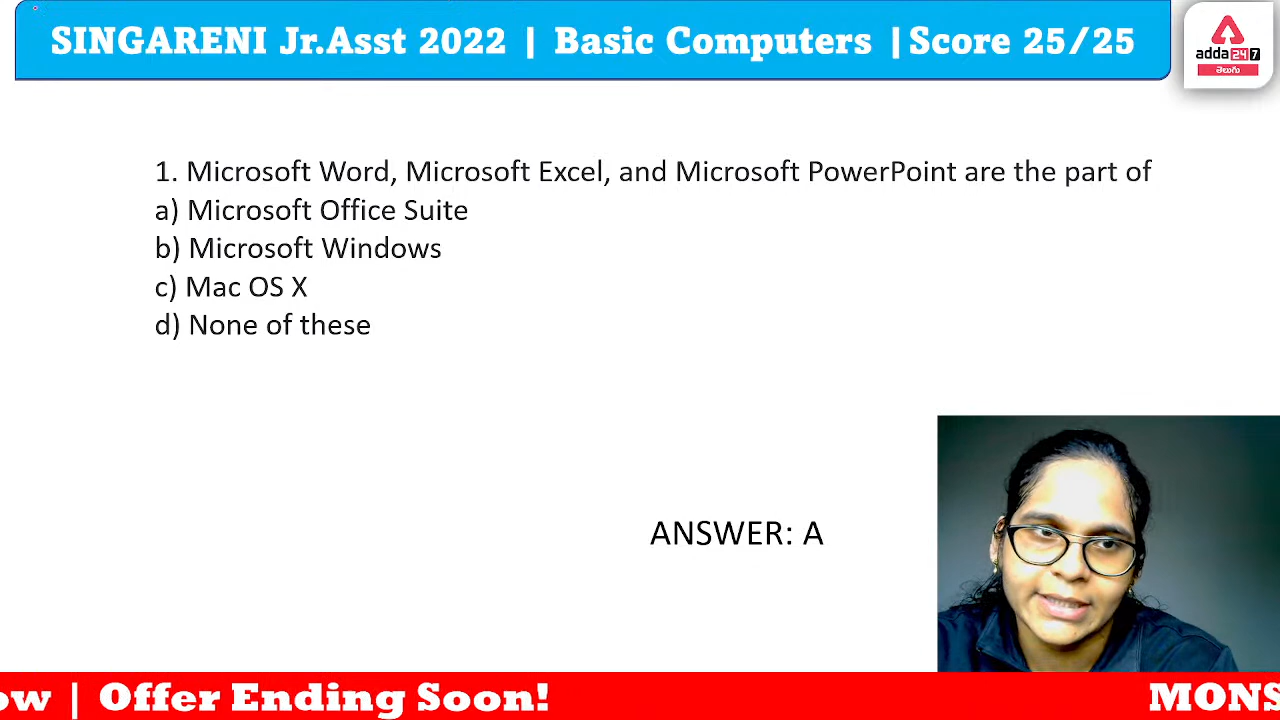 SINGARENI Jr.Asst 2022 | Basic Computers |Score 25/25
adda 24 7
తెలుగు
1. Microsoft Word, Microsoft Excel, and Microsoft PowerPoint are the part of
a) Microsoft Office Suite
b) Microsoft Windows
c) Mac OS X
d) None of these
ANSWER: A
ow | Offer Ending Soon! MONS